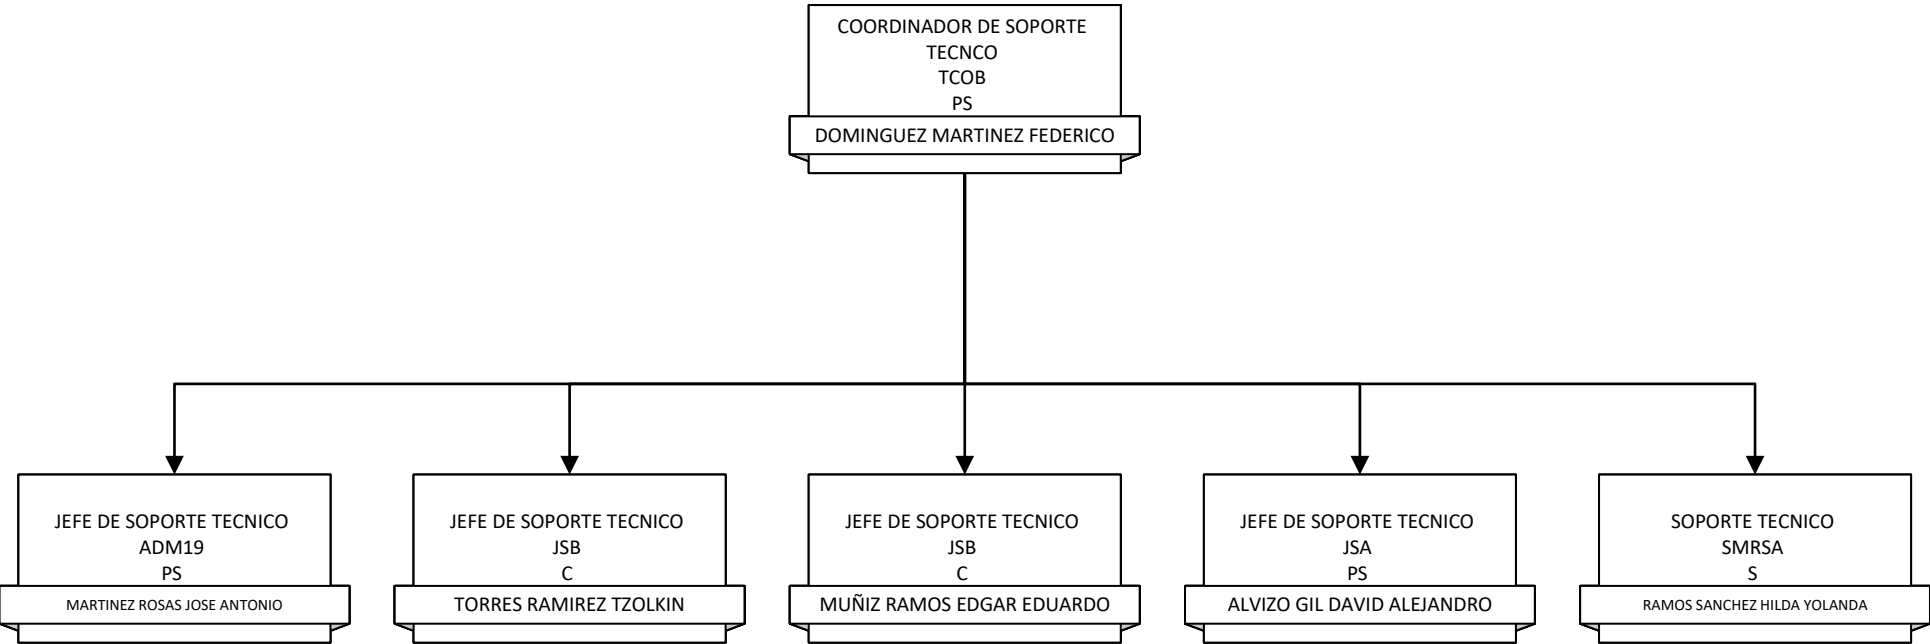 COORDINADOR DE SOPORTE
TECNCO
TCOB
PS
DOMINGUEZ MARTINEZ FEDERICO
JEFE DE SOPORTE TECNICO
ADM19
PS
MARTINEZ ROSAS JOSE ANTONIO
JEFE DE SOPORTE TECNICO
JSB
C
TORRES RAMIREZ TZOLKIN
JEFE DE SOPORTE TECNICO
JSB
C
MUÑIZ RAMOS EDGAR EDUARDO
JEFE DE SOPORTE TECNICO
JSA
PS
ALVIZO GIL DAVID ALEJANDRO
SOPORTE TECNICO
SMRSA
S
RAMOS SANCHEZ HILDA YOLANDA